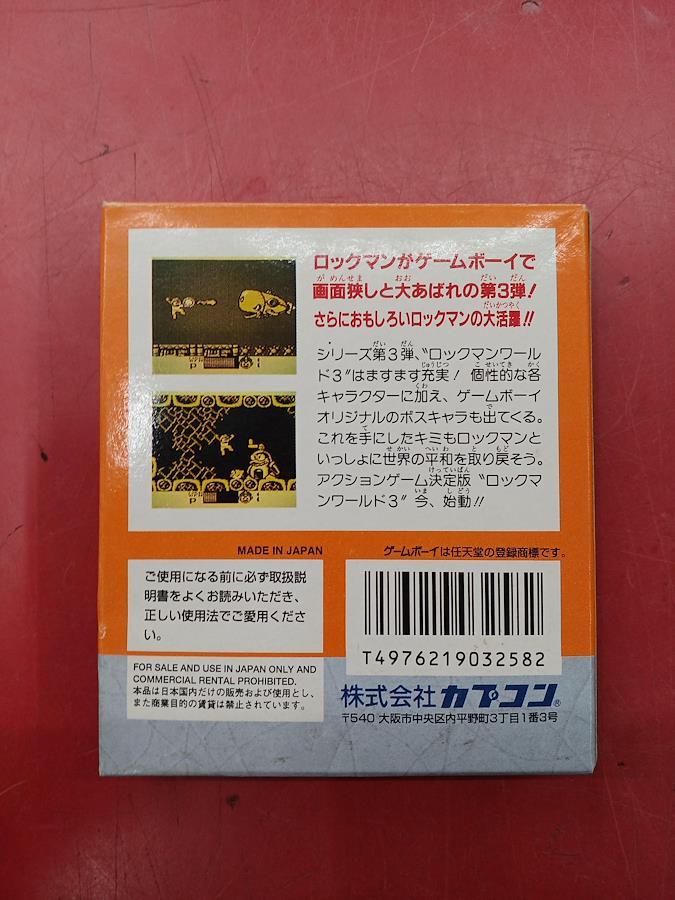 ロックマンがゲームボーイで
画面狭しと大あばれの第3弾!
さらにおもしろいロックマンの大活躍!!
シリーズ第3弾、“ロックマンワール
ド3”はますます充実! 個性的な各
キャラクターに加え、ゲームボーイ
オリジナルのボスキャラも出てくる。
これを手にしたキミもロックマンと
いっしょに世界の平和を取り戻そう。
アクションゲーム決定版 “ロックマ
ンワールド3” 今、始動!!
MADE IN JAPAN
ゲームボーイは任天堂の登録商標です。
ご使用になる前に必ず取扱説
明書をよくお読みいただき、
正しい使用法でご愛用くださ
い。
T4976219032582
FOR SALE AND USE IN JAPAN ONLY AND
COMMERCIAL RENTAL PROHIBITED.
本品は日本国内だけの販売および使用とし、
また商業目的の賃貸は禁止されています。
株式会社 カプコン®
〒540 大阪市中央区内平野町3丁目1番3号